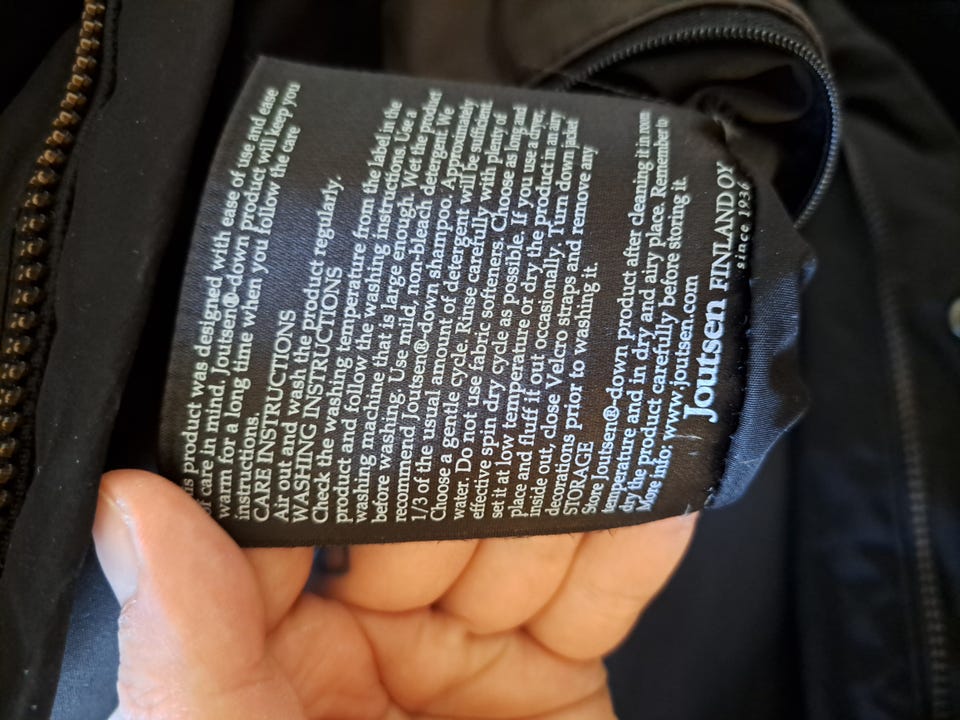 his product was designed with ease of use and ease
of care in mind. Joutsen®-down product will keep you
warm for a long time when you follow the care
instructions.
CARE INSTRUCTIONS
Air out and wash the product regularly.
WASHING INSTRUCTIONS
Check the washing temperature from the label in the
product and follow the washing instructions. Use a
washing machine that is large enough. Wet the product
before washing. Use mild, non-bleach detergent. We
recommend Joutsen®-down shampoo. Approximately
1/3 of the usual amount of detergent will be sufficient.
Choose a gentle cycle. Rinse carefully with plenty of
water. Do not use fabric softeners. Choose as long and
effective spin dry cycle as possible. If you use a dryer,
set it at low temperature or dry the product in an airy
place and fluff if out occasionally. Turn down jacket
inside out, close Velcro straps and remove any
decorations prior to washing it.
STORAGE
Store Joutsen®-down product after cleaning it in room
temperature and in dry and airy place. Remember to
dry the product carefully before storing it
More info: www.joutsen.com
Joutsen FINLAND OY
since 1936